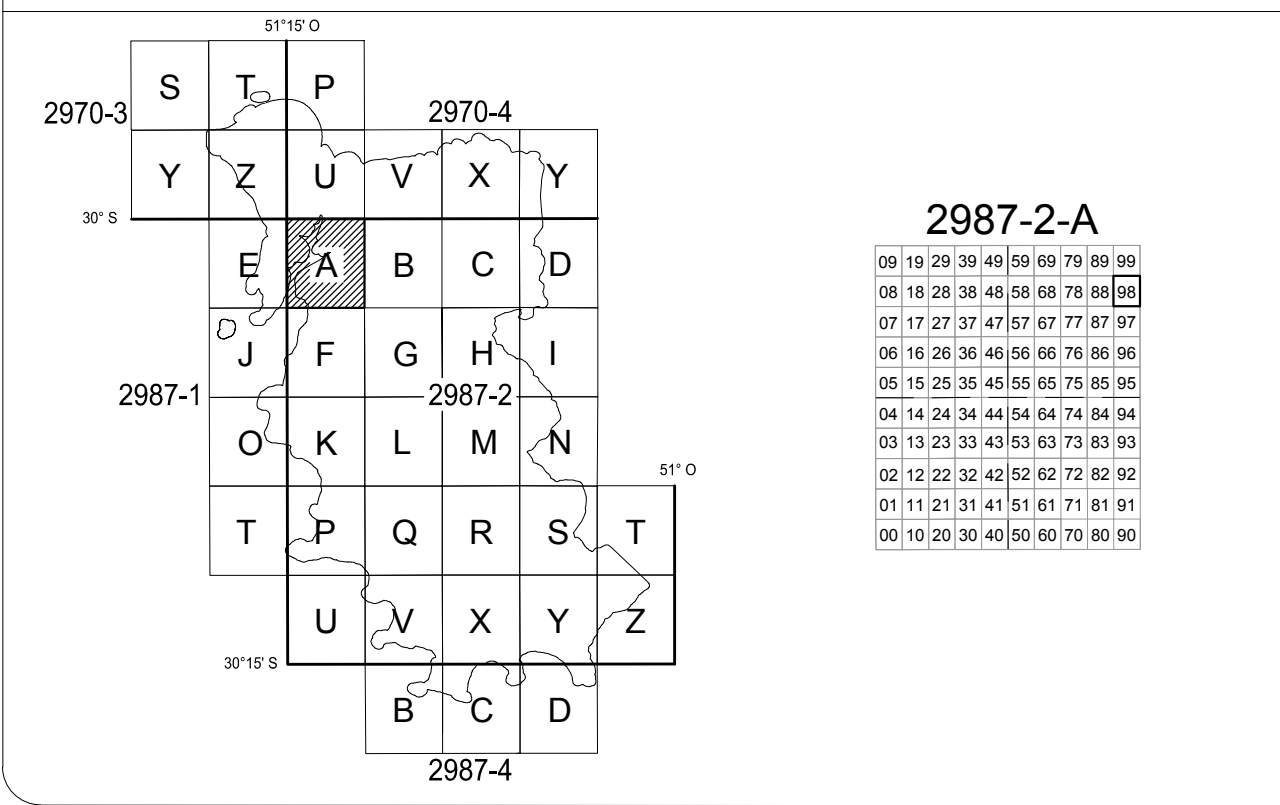 51°15' O
S T P
2970-3 2970-4
Y Z U V X Y
30° S
E A B C D
J F G H I
2987-1 2987-2
O K L M N
51° O
T P Q R S T
U V X Y Z
30°15' S
B C D
2987-4
2987-2-A
09 19 29 39 49 59 69 79 89 99
08 18 28 38 48 58 68 78 88 98
07 17 27 37 47 57 67 77 87 97
06 16 26 36 46 56 66 76 86 96
05 15 25 35 45 55 65 75 85 95
04 14 24 34 44 54 64 74 84 94
03 13 23 33 43 53 63 73 83 93
02 12 22 32 42 52 62 72 82 92
01 11 21 31 41 51 61 71 81 91
00 10 20 30 40 50 60 70 80 90